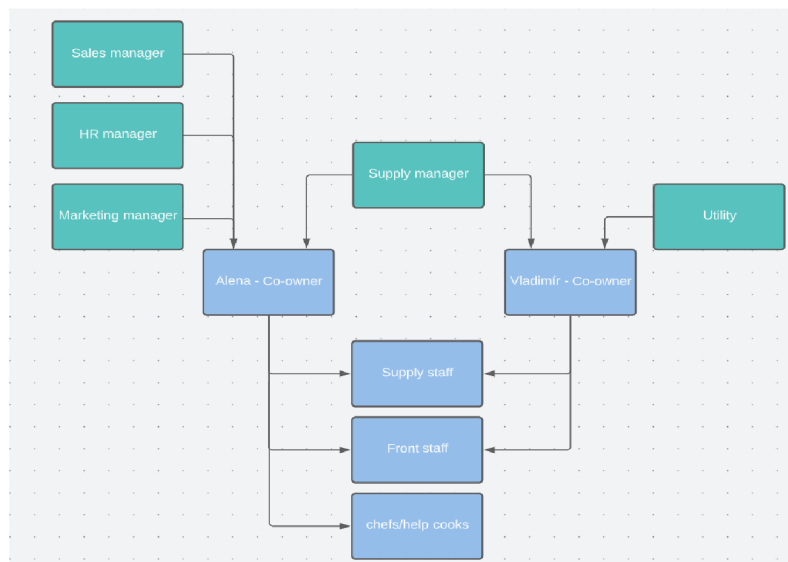 Sales manager
HR manager
Supply manager
Marketing manager
Utility
Alena - Co-owner
Vladimír - Co-owner
Supply staff
Front staff
chefs/help cooks